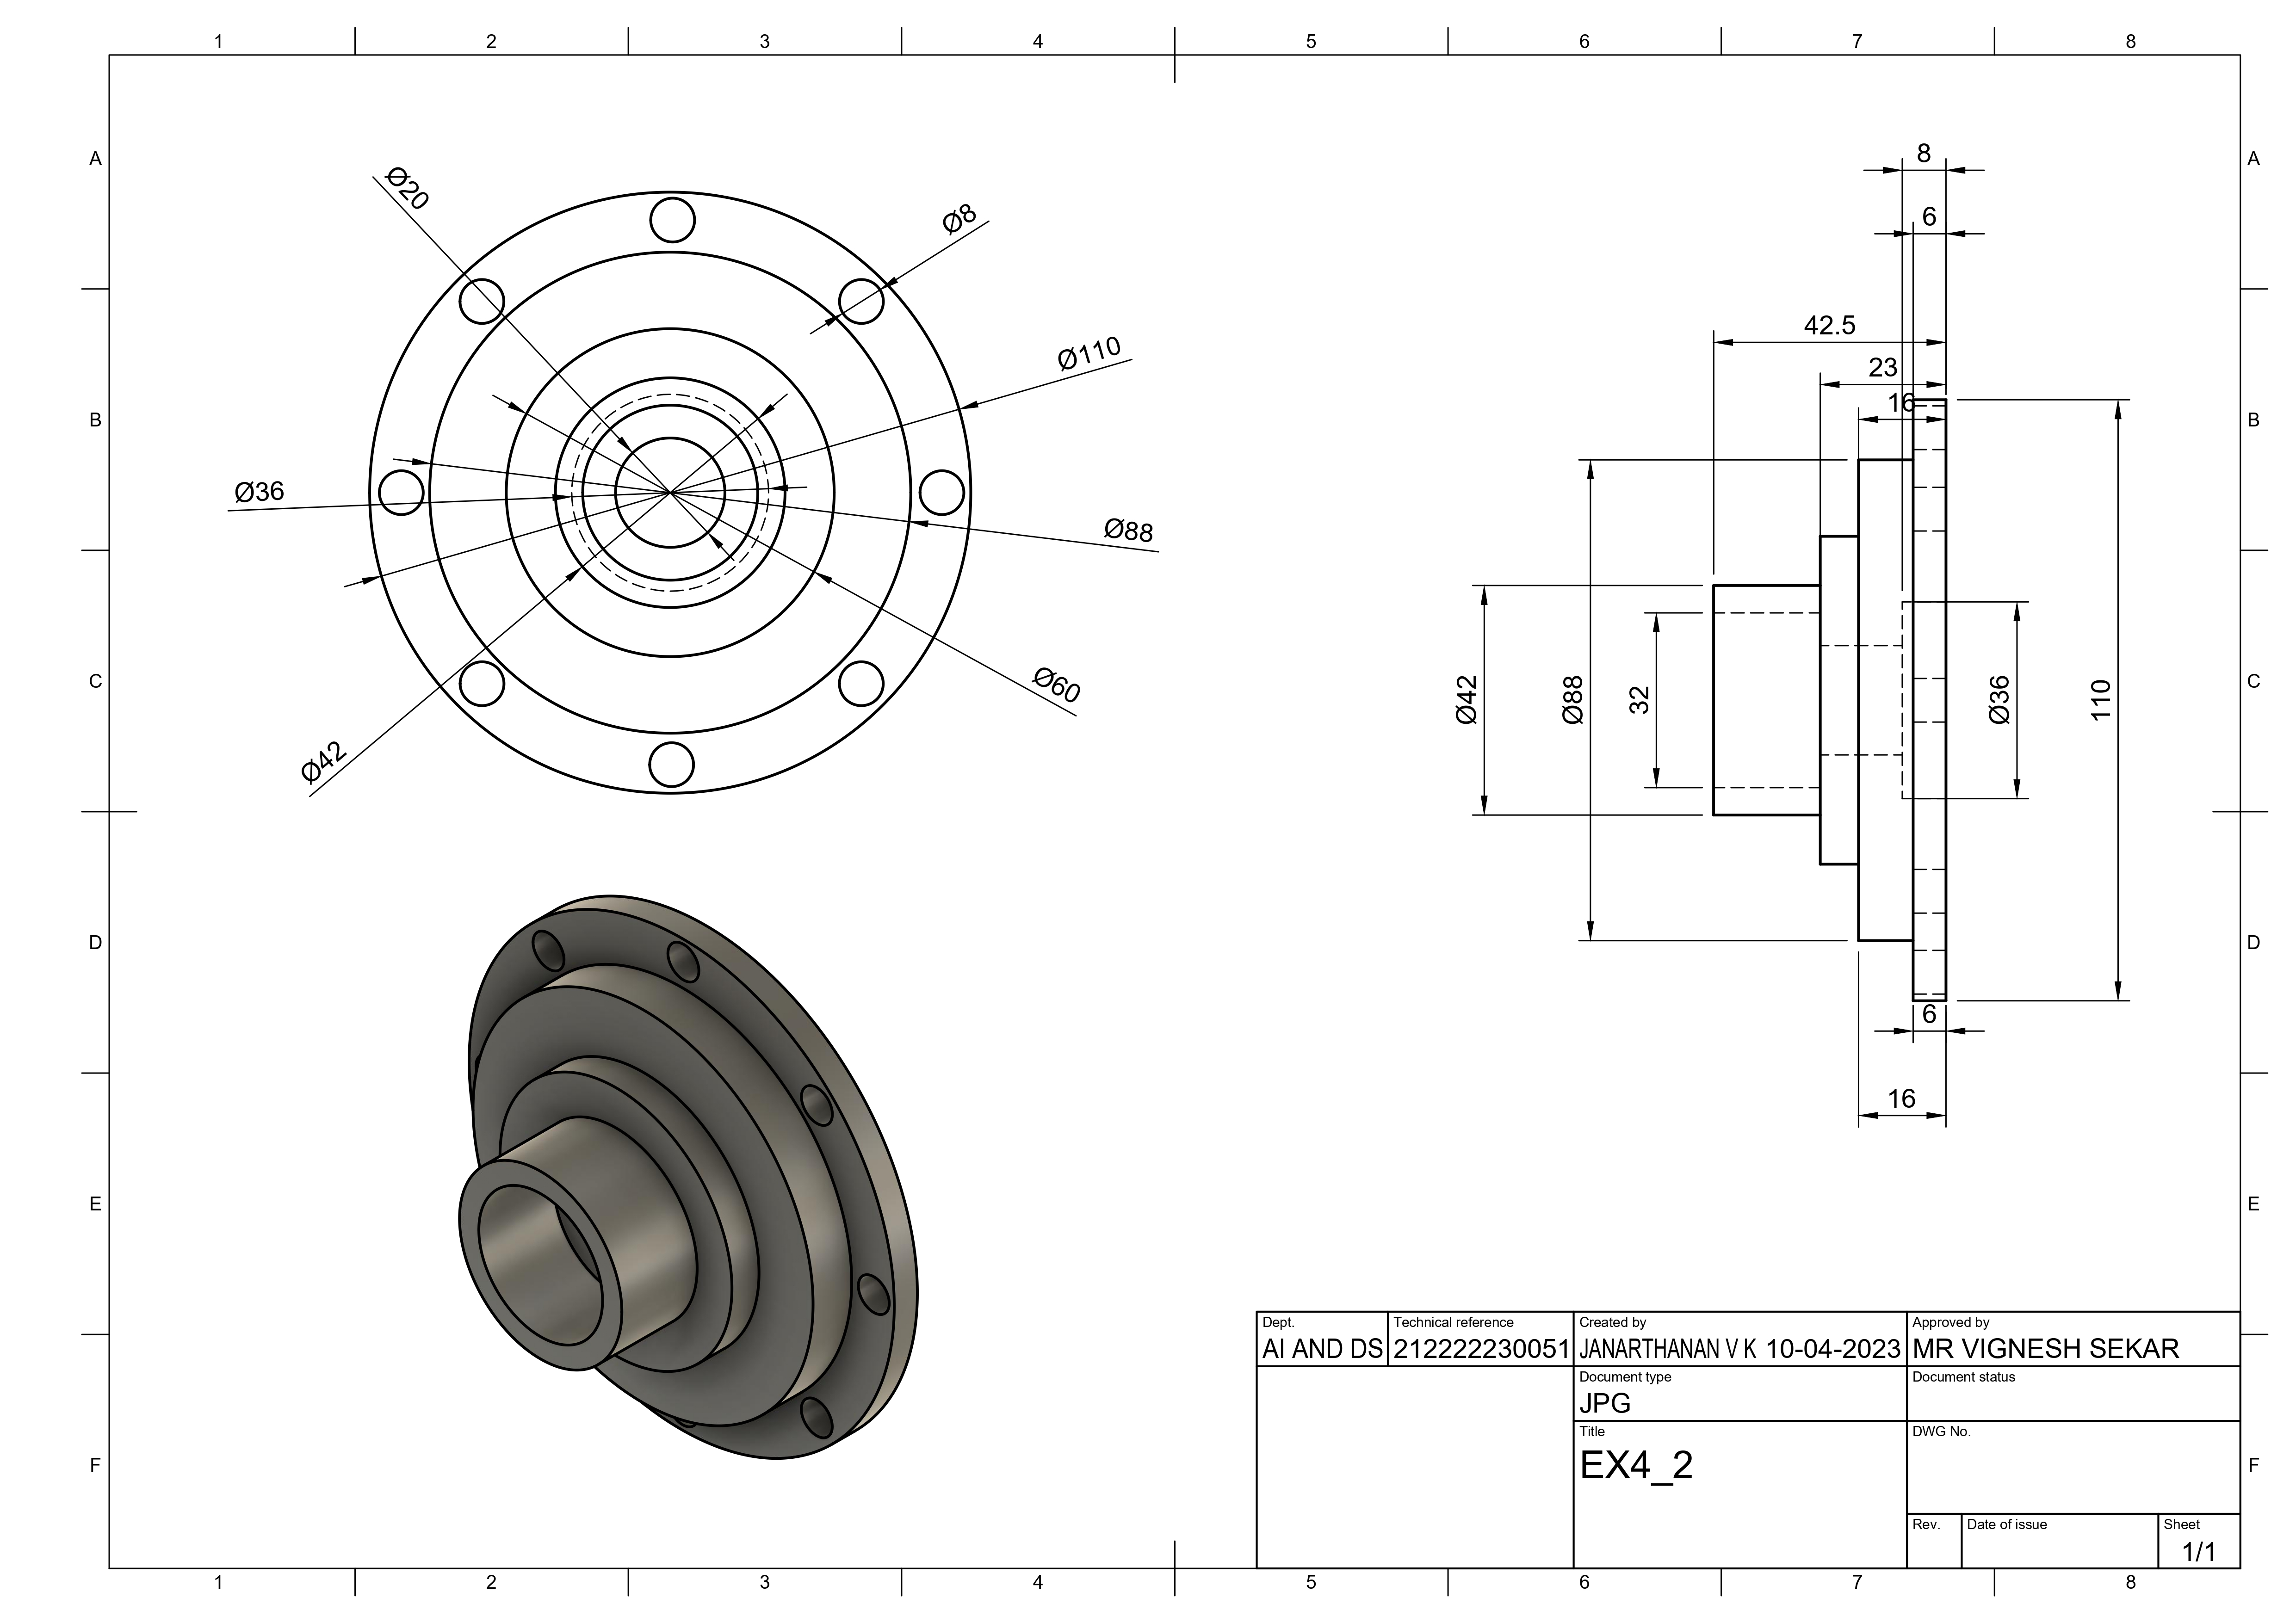 1 2 3 4 5 6 7 8
A A
8
Ø20
Ø8
6
42.5
Ø110
23
16
B B
Ø36
Ø88
C C
Ø60
Ø42
Ø42
Ø88
32
Ø36
110
D D
6
16
E E
Dept. Technical reference Created by Approved by
AI AND DS 212222230051 JANARTHANAN V K 10-04-2023 MR VIGNESH SEKAR
Document type Document status
JPG
Title DWG No.
EX4_2
F F
Rev. Date of issue Sheet
1/1
1 2 3 4 5 6 7 8